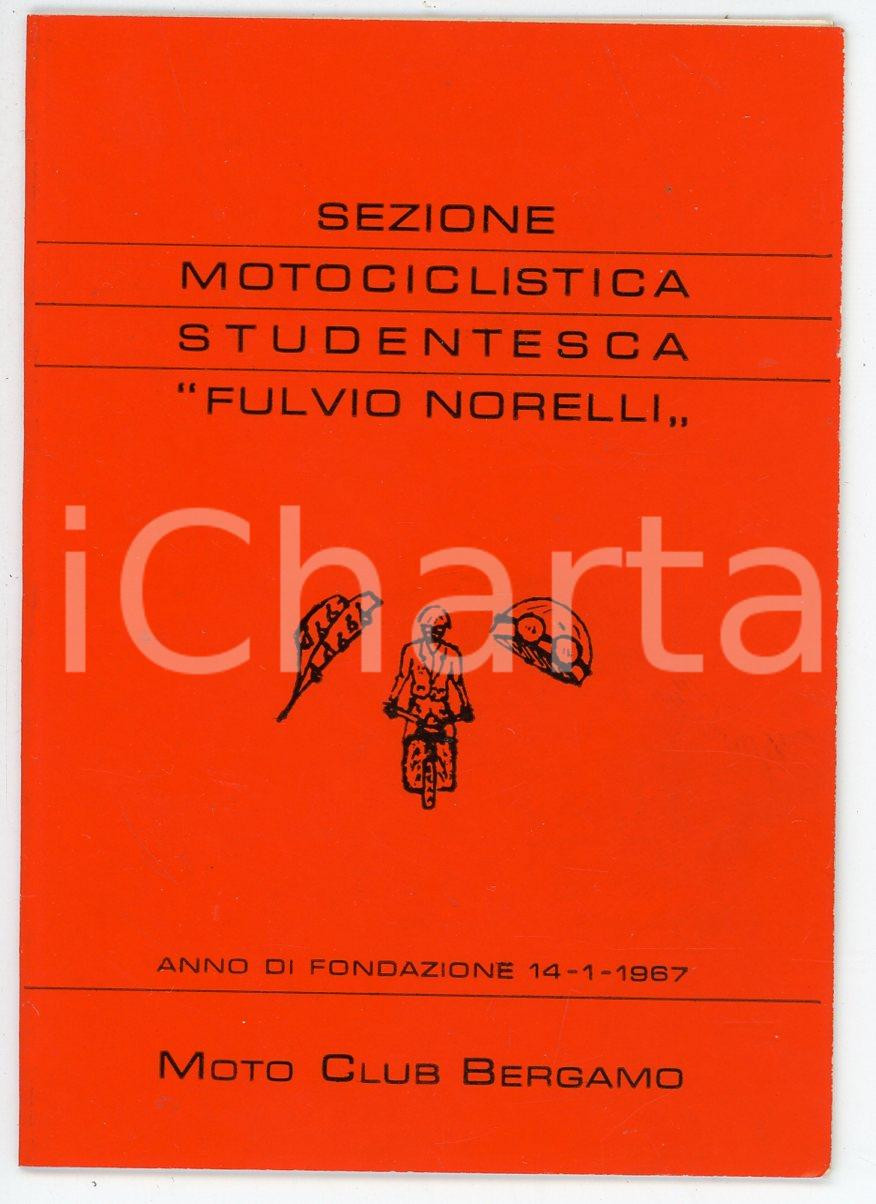 SEZIONE
MOTOCICLISTICA
STUDENTESCA
“FULVIO NORELLI„
iCharta
ANNO DI FONDAZIONE 14-1-1967
MOTO CLUB BERGAMO